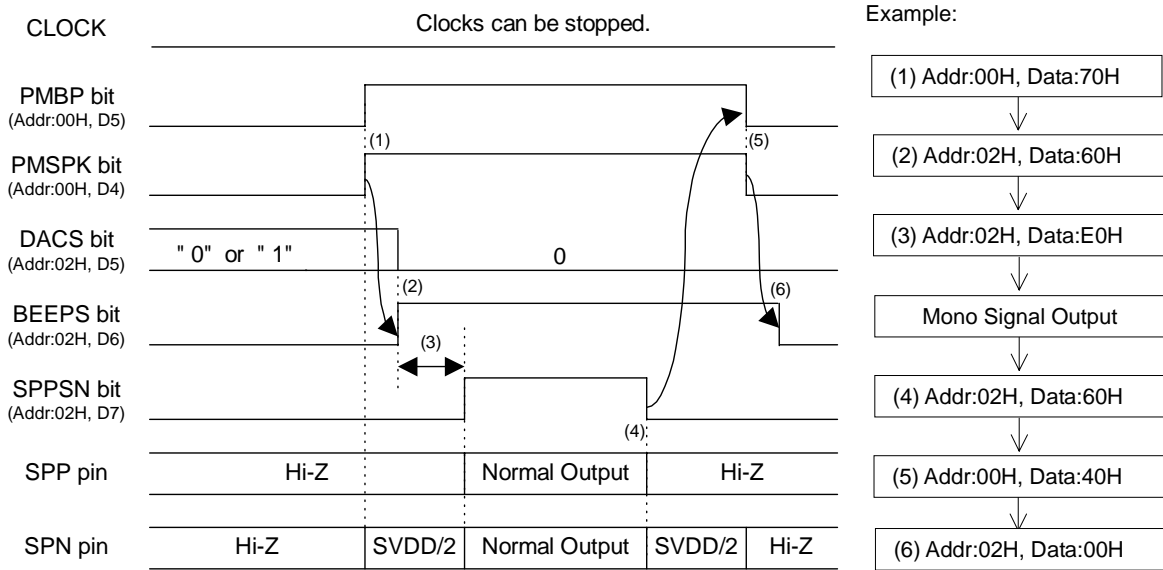 CLOCK
Clocks can be stopped.
PMBP bit
(Addr:00H, D5)
(1)
(5)
PMSPK bit
(Addr:00H, D4)
DACS bit
(Addr:02H, D5)
" 0" or " 1"
0
(2)
(6)
BEEPS bit
(Addr:02H, D6)
(3)
SPPSN bit
(Addr:02H, D7)
(4)
SPP pin
Hi-Z
Normal Output
Hi-Z
SPN pin
Hi-Z
SVDD/2
Normal Output
SVDD/2
Hi-Z
Example:
(1) Addr:00H, Data:70H
(2) Addr:02H, Data:60H
(3) Addr:02H, Data:E0H
Mono Signal Output
(4) Addr:02H, Data:60H
(5) Addr:00H, Data:40H
(6) Addr:02H, Data:00H